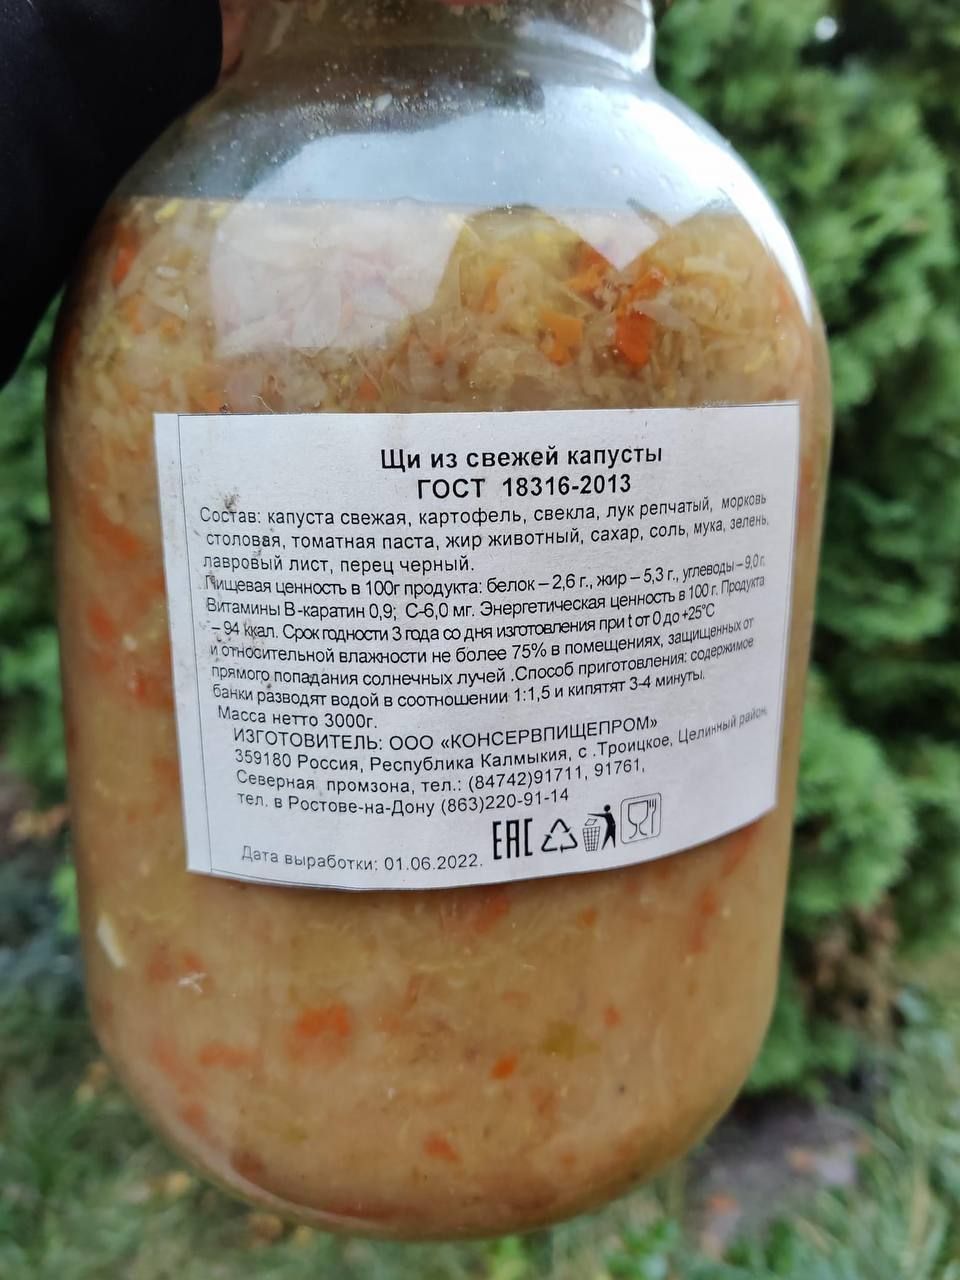 Щи из свежей капусты
ГОСТ 18316-2013
Состав: капуста свежая, картофель, свекла, лук репчатый, морковь
столовая, томатная паста, жир животный, сахар, соль, мука, зелень,
лавровый лист, перец черный.
Пищевая ценность в 100г продукта: белок – 2,6 г., жир – 5,3 г., углеводы – 9,0 г.
Витамины В-каратин 0,9; С-6,0 мг. Энергетическая ценность в 100 г. Продукта
– 94 ккал. Срок годности 3 года со дня изготовления при t от 0 до +25°С
и относительной влажности не более 75% в помещениях, защищенных от
прямого попадания солнечных лучей .Способ приготовления: содержимое
банки разводят водой в соотношении 1:1,5 и кипятят 3-4 минуты.
Масса нетто 3000г.
ИЗГОТОВИТЕЛЬ: ООО «КОНСЕРВПИЩЕПРОМ»
359180 Россия, Республика Калмыкия, с .Троицкое, Целинный район,
Северная промзона, тел.: (84742)91711, 91761,
тел. в Ростове-на-Дону (863)220-91-14
ЕАС
Дата выработки: 01.06.2022.